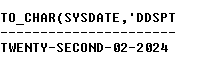 TO_CHAR(SYSDATE,'DDSPT
----------------------
TWENTY-SECOND-02-2024